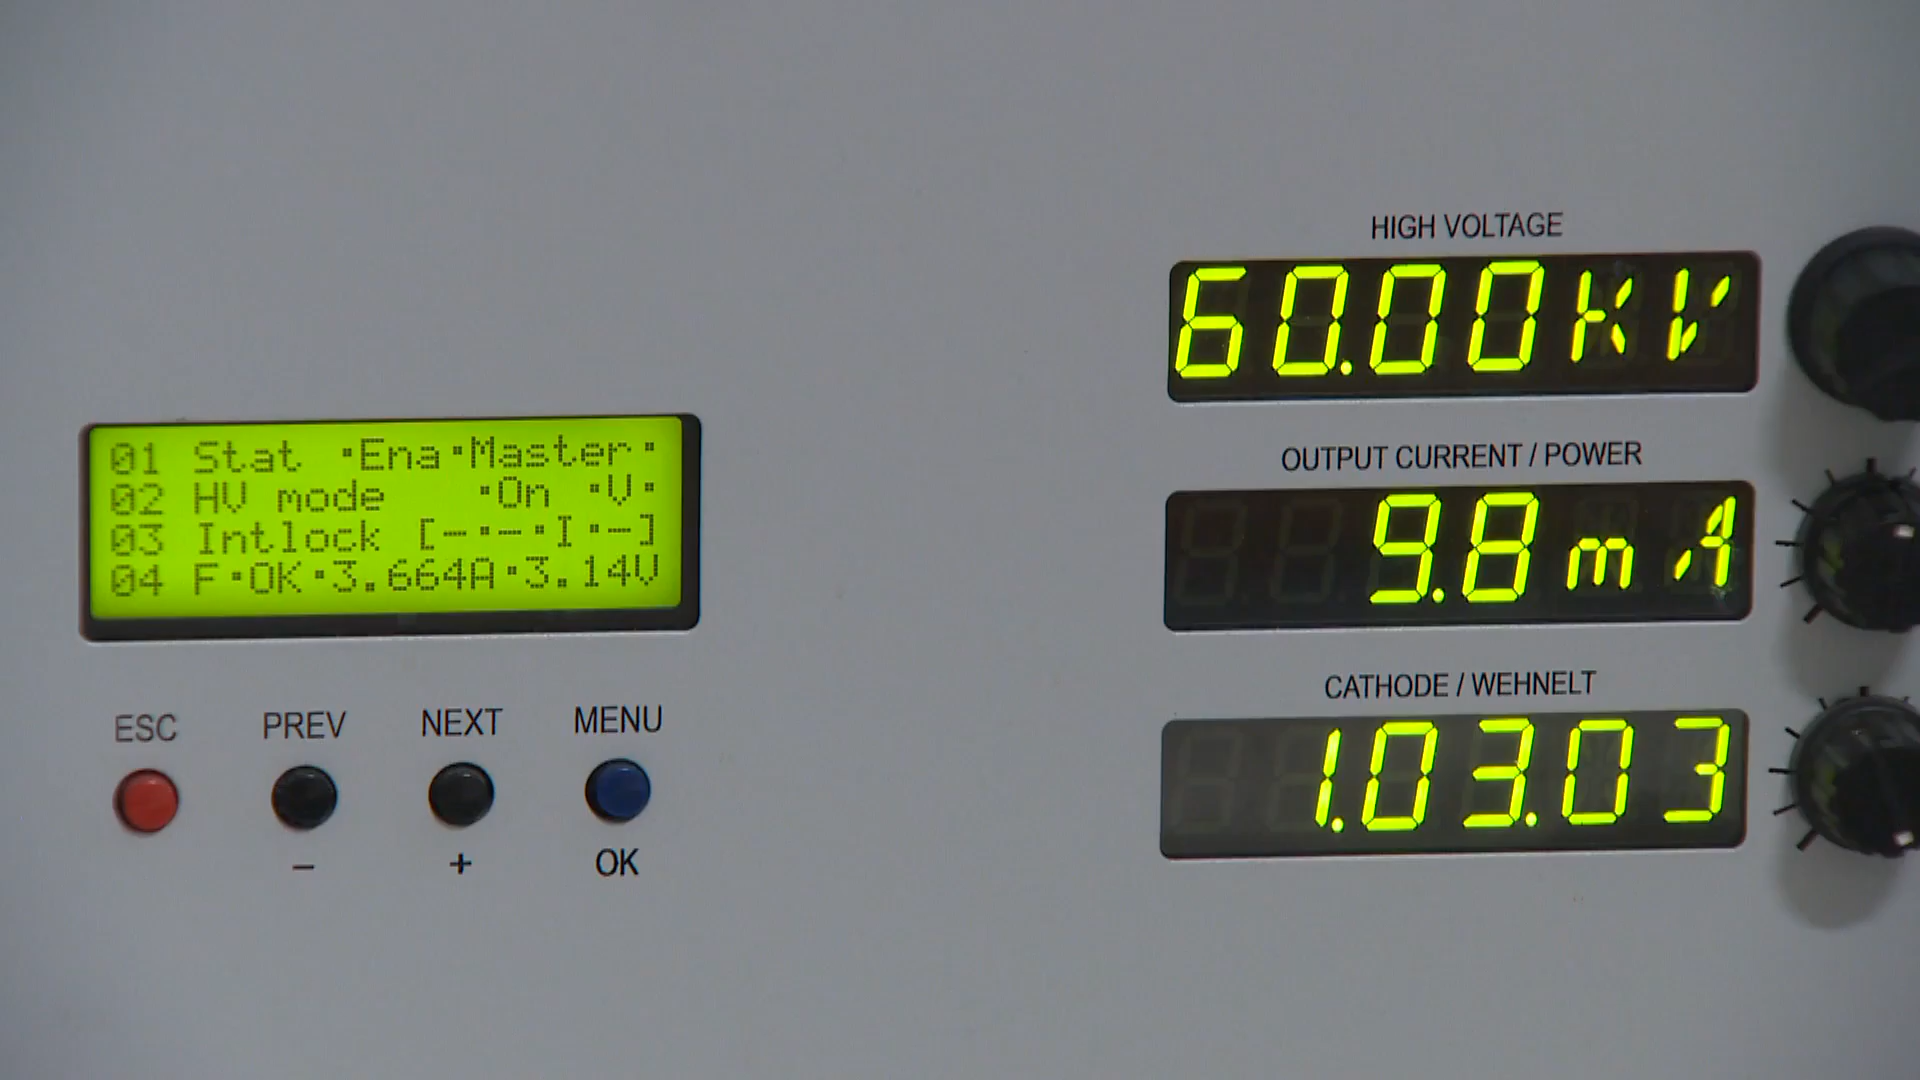 HIGH VOLTAGE
60.00KV
OUTPUT CURRENT / POWER
9.8mA
CATHODE / WEHNELT
1.03.03
01 Stat ·Ena·Master·
02 HV mode ·On ·V·
03 Intlock [-·-·I·-]
04 F·OK·3.664A·3.14V
ESC PREV NEXT MENU
− + OK